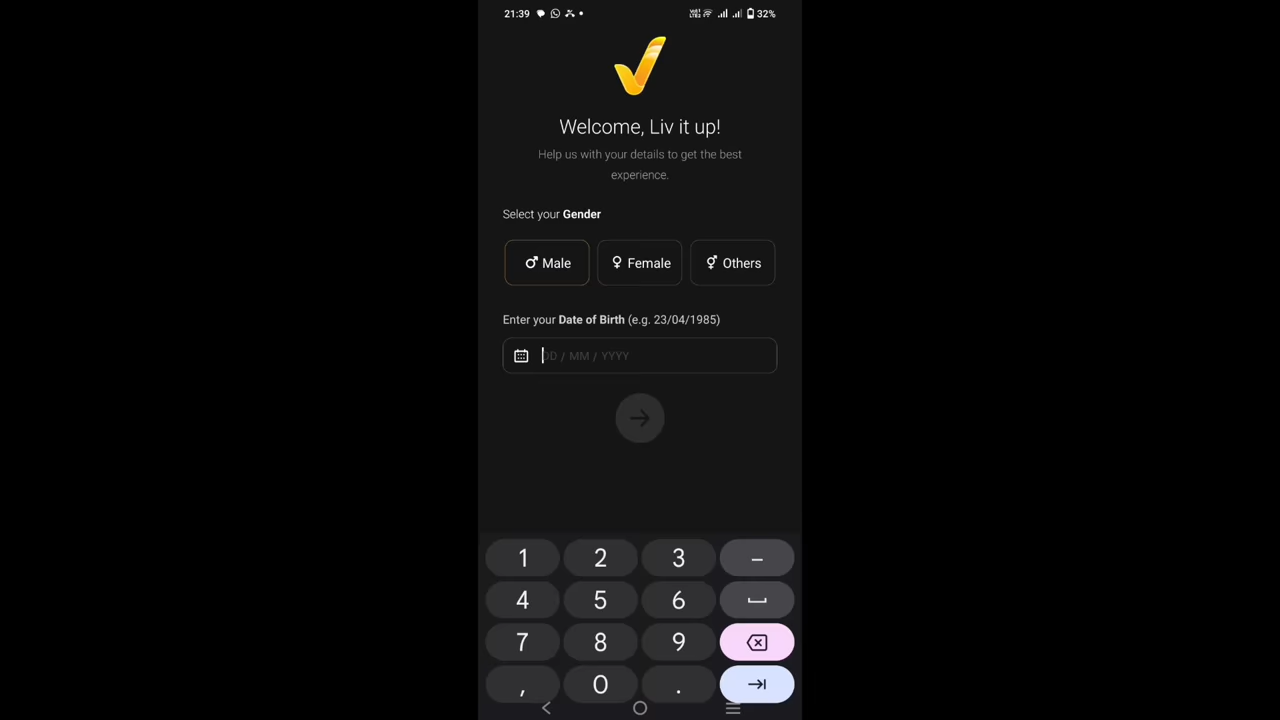 21:39
VoLTE LTE2 32%
Welcome, Liv it up!
Help us with your details to get the best
experience.
Select your Gender
Male Female Others
Enter your Date of Birth (e.g. 23/04/1985)
DD / MM / YYYY
1 2 3 –
4 5 6
7 8 9
, 0 .